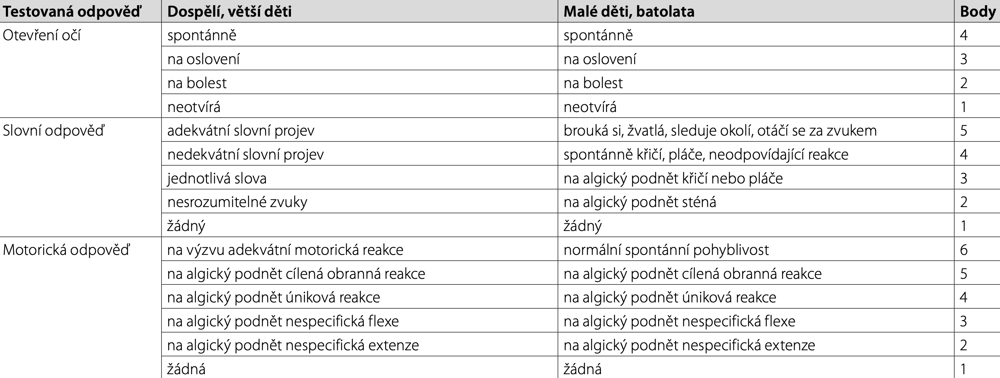 Testovaná odpověď Dospělí, větší děti Malé děti, batolata Body
Otevření očí spontánně spontánně 4
na oslovení na oslovení 3
na bolest na bolest 2
neotvírá neotvírá 1
Slovní odpověď adekvátní slovní projev brouká si, žvatlá, sleduje okolí, otáčí se za zvukem 5
nedekvátní slovní projev spontánně křičí, pláče, neodpovídající reakce 4
jednotlivá slova na algický podnět křičí nebo pláče 3
nesrozumitelné zvuky na algický podnět sténá 2
žádný žádný 1
Motorická odpověď na výzvu adekvátní motorická reakce normální spontánní pohyblivost 6
na algický podnět cílená obranná reakce na algický podnět cílená obranná reakce 5
na algický podnět úniková reakce na algický podnět úniková reakce 4
na algický podnět nespecifická flexe na algický podnět nespecifická flexe 3
na algický podnět nespecifická extenze na algický podnět nespecifická extenze 2
žádná žádná 1